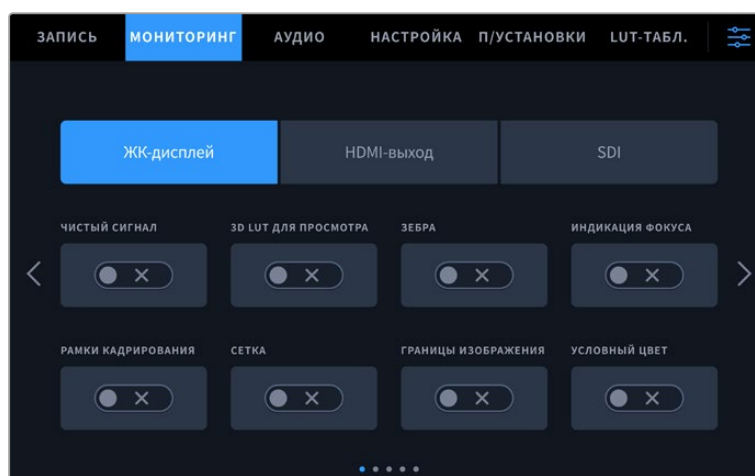 ЗАПИСЬ МОНИТОРИНГ АУДИО НАСТРОЙКА П/УСТАНОВКИ LUT-ТАБЛ.
ЖК-дисплей HDMI-выход SDI
ЧИСТЫЙ СИГНАЛ 3D LUT ДЛЯ ПРОСМОТРА ЗЕБРА ИНДИКАЦИЯ ФОКУСА
РАМКИ КАДРИРОВАНИЯ СЕТКА ГРАНИЦЫ ИЗОБРАЖЕНИЯ УСЛОВНЫЙ ЦВЕТ